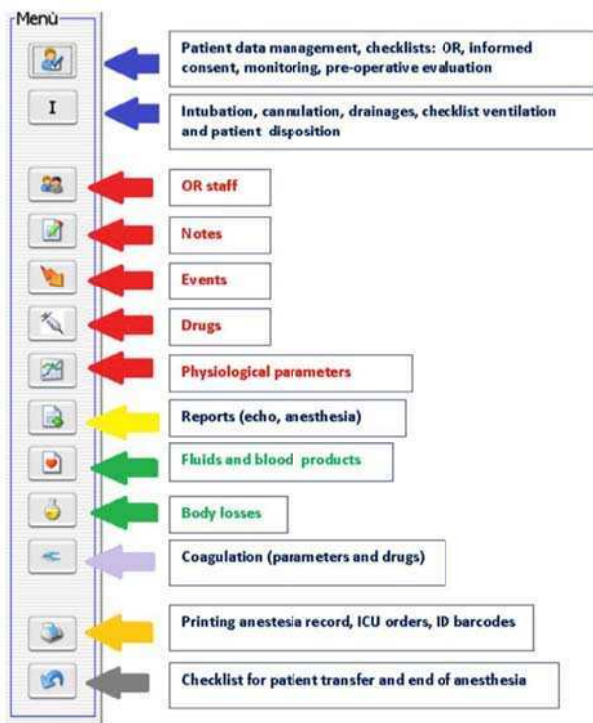 Menù
Patient data management, checklists: OR, informed
consent, monitoring, pre-operative evaluation
I
Intubation, cannulation, drainages, checklist ventilation
and patient disposition
OR staff
Notes
Events
Drugs
Physiological parameters
Reports (echo, anesthesia)
Fluids and blood products
Body losses
Coagulation (parameters and drugs)
Printing anestesia record, ICU orders, ID barcodes
Checklist for patient transfer and end of anesthesia